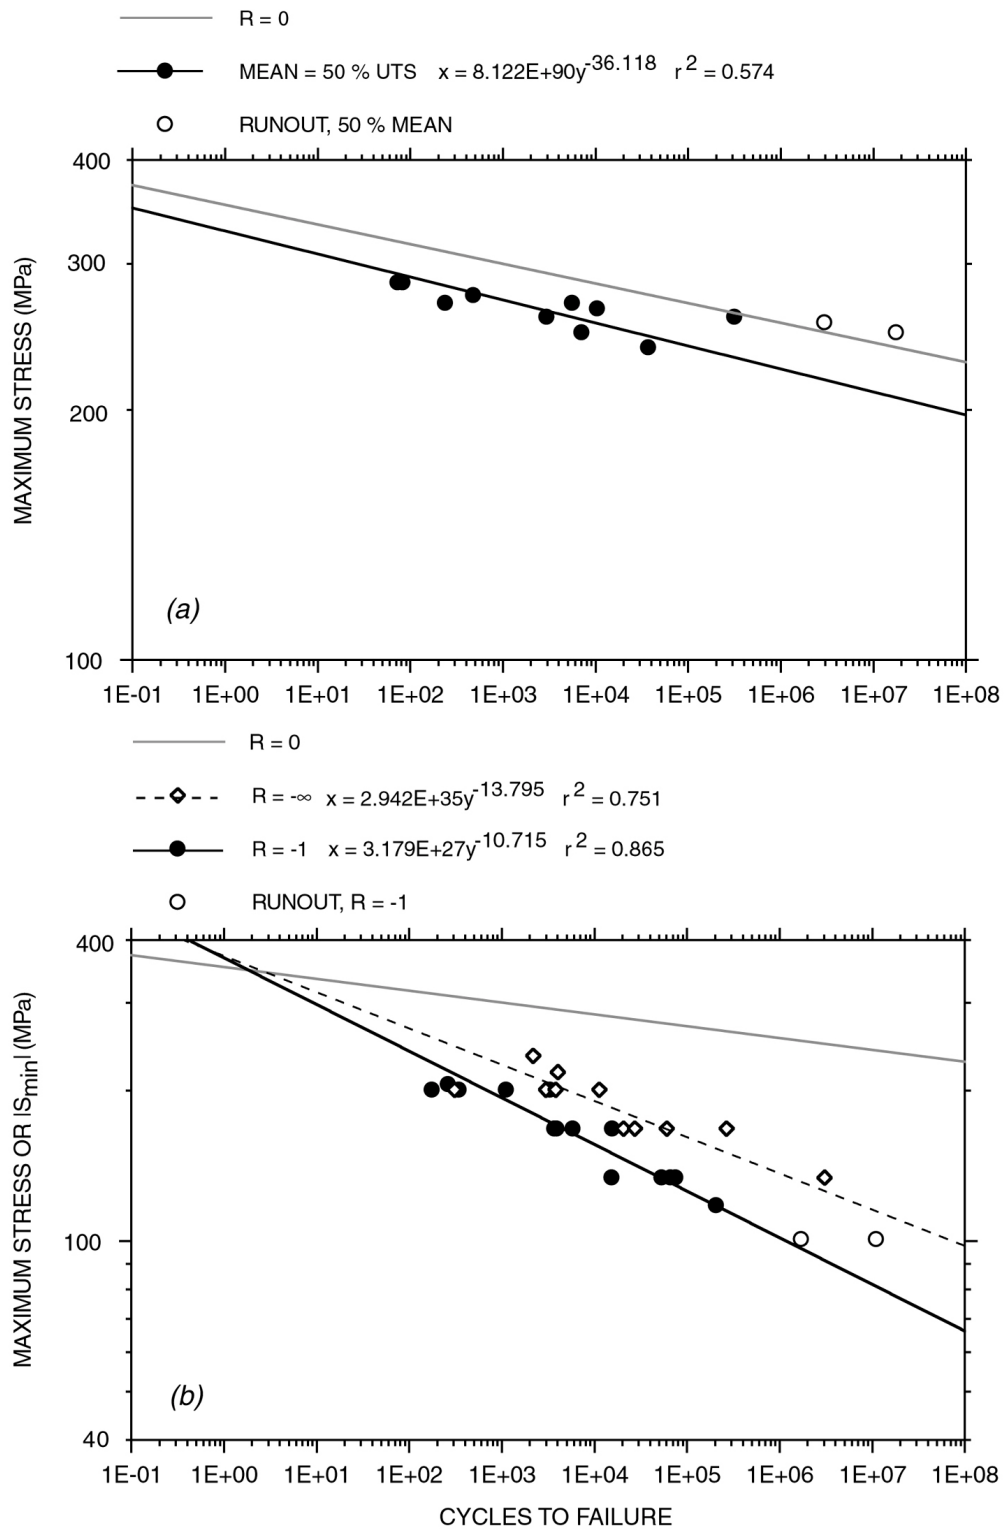 R = 0
MEAN = 50 % UTS x = 8.122E+90y^-36.118 r^2 = 0.574
RUNOUT, 50 % MEAN
400
300
200
100
MAXIMUM STRESS (MPa)
(a)
1E-01 1E+00 1E+01 1E+02 1E+03 1E+04 1E+05 1E+06 1E+07 1E+08
R = 0
R = -∞ x = 2.942E+35y^-13.795 r^2 = 0.751
R = -1 x = 3.179E+27y^-10.715 r^2 = 0.865
RUNOUT, R = -1
400
100
40
MAXIMUM STRESS OR |S_min| (MPa)
(b)
1E-01 1E+00 1E+01 1E+02 1E+03 1E+04 1E+05 1E+06 1E+07 1E+08
CYCLES TO FAILURE